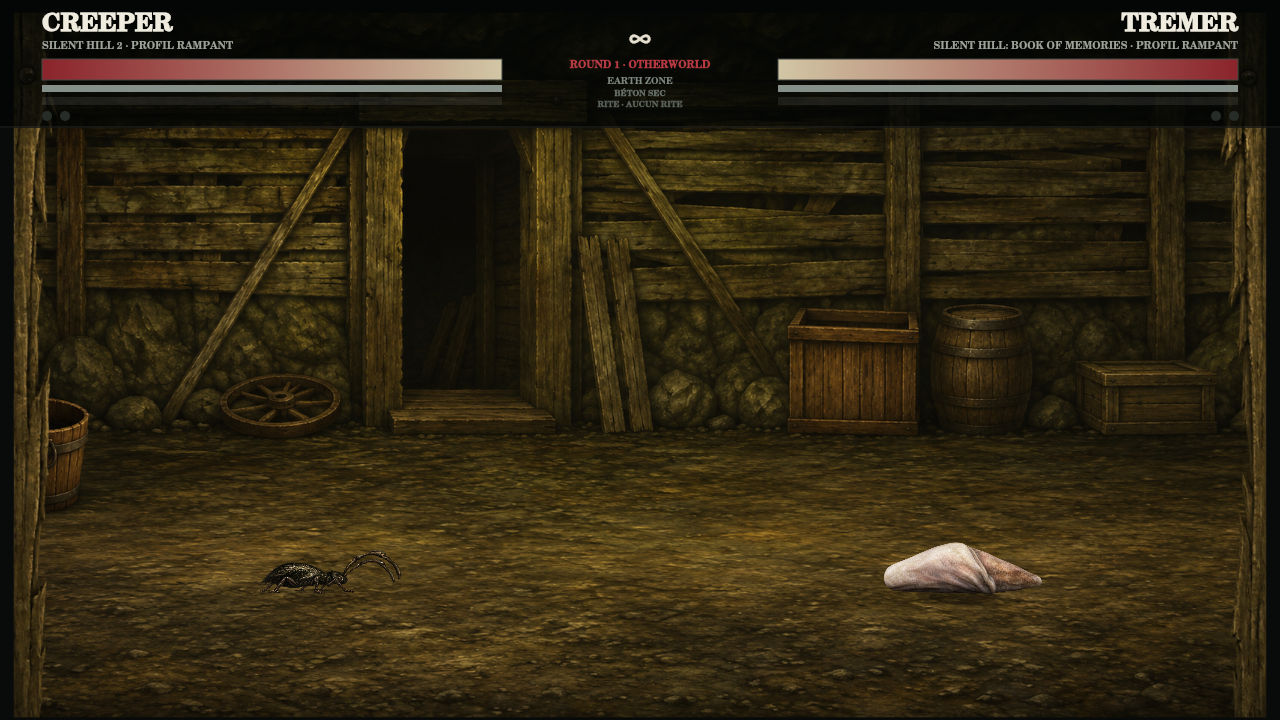 CREEPER
SILENT HILL 2 · PROFIL RAMPANT
∞
ROUND 1 · OTHERWORLD
EARTH ZONE
BÉTON SEC
RITE · AUCUN RITE
TREMER
SILENT HILL: BOOK OF MEMORIES · PROFIL RAMPANT